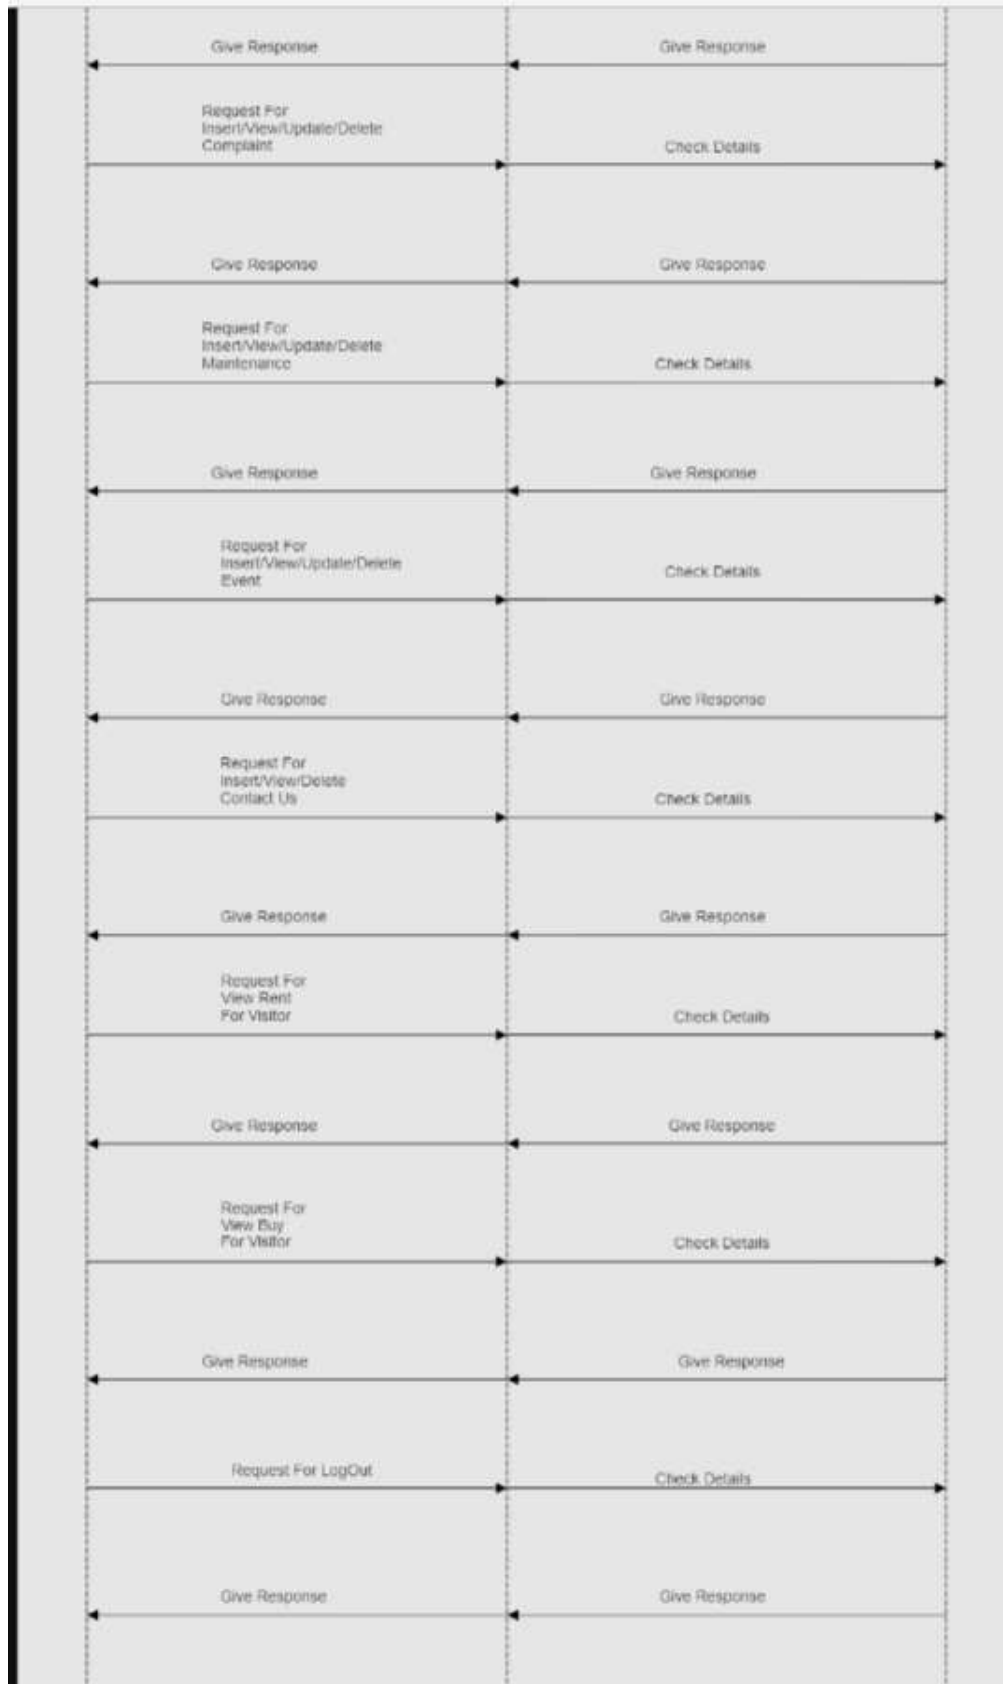 Give Response
Give Response
Request For
Insert/View/Update/Delete
Complaint
Check Details
Give Response
Give Response
Request For
Insert/View/Update/Delete
Maintenance
Check Details
Give Response
Give Response
Request For
Insert/View/Update/Delete
Event
Check Details
Give Response
Give Response
Request For
Insert/View/Delete
Contact Us
Check Details
Give Response
Give Response
Request For
View Rent
For Visitor
Check Details
Give Response
Give Response
Request For
View Buy
For Visitor
Check Details
Give Response
Give Response
Request For LogOut
Check Details
Give Response
Give Response